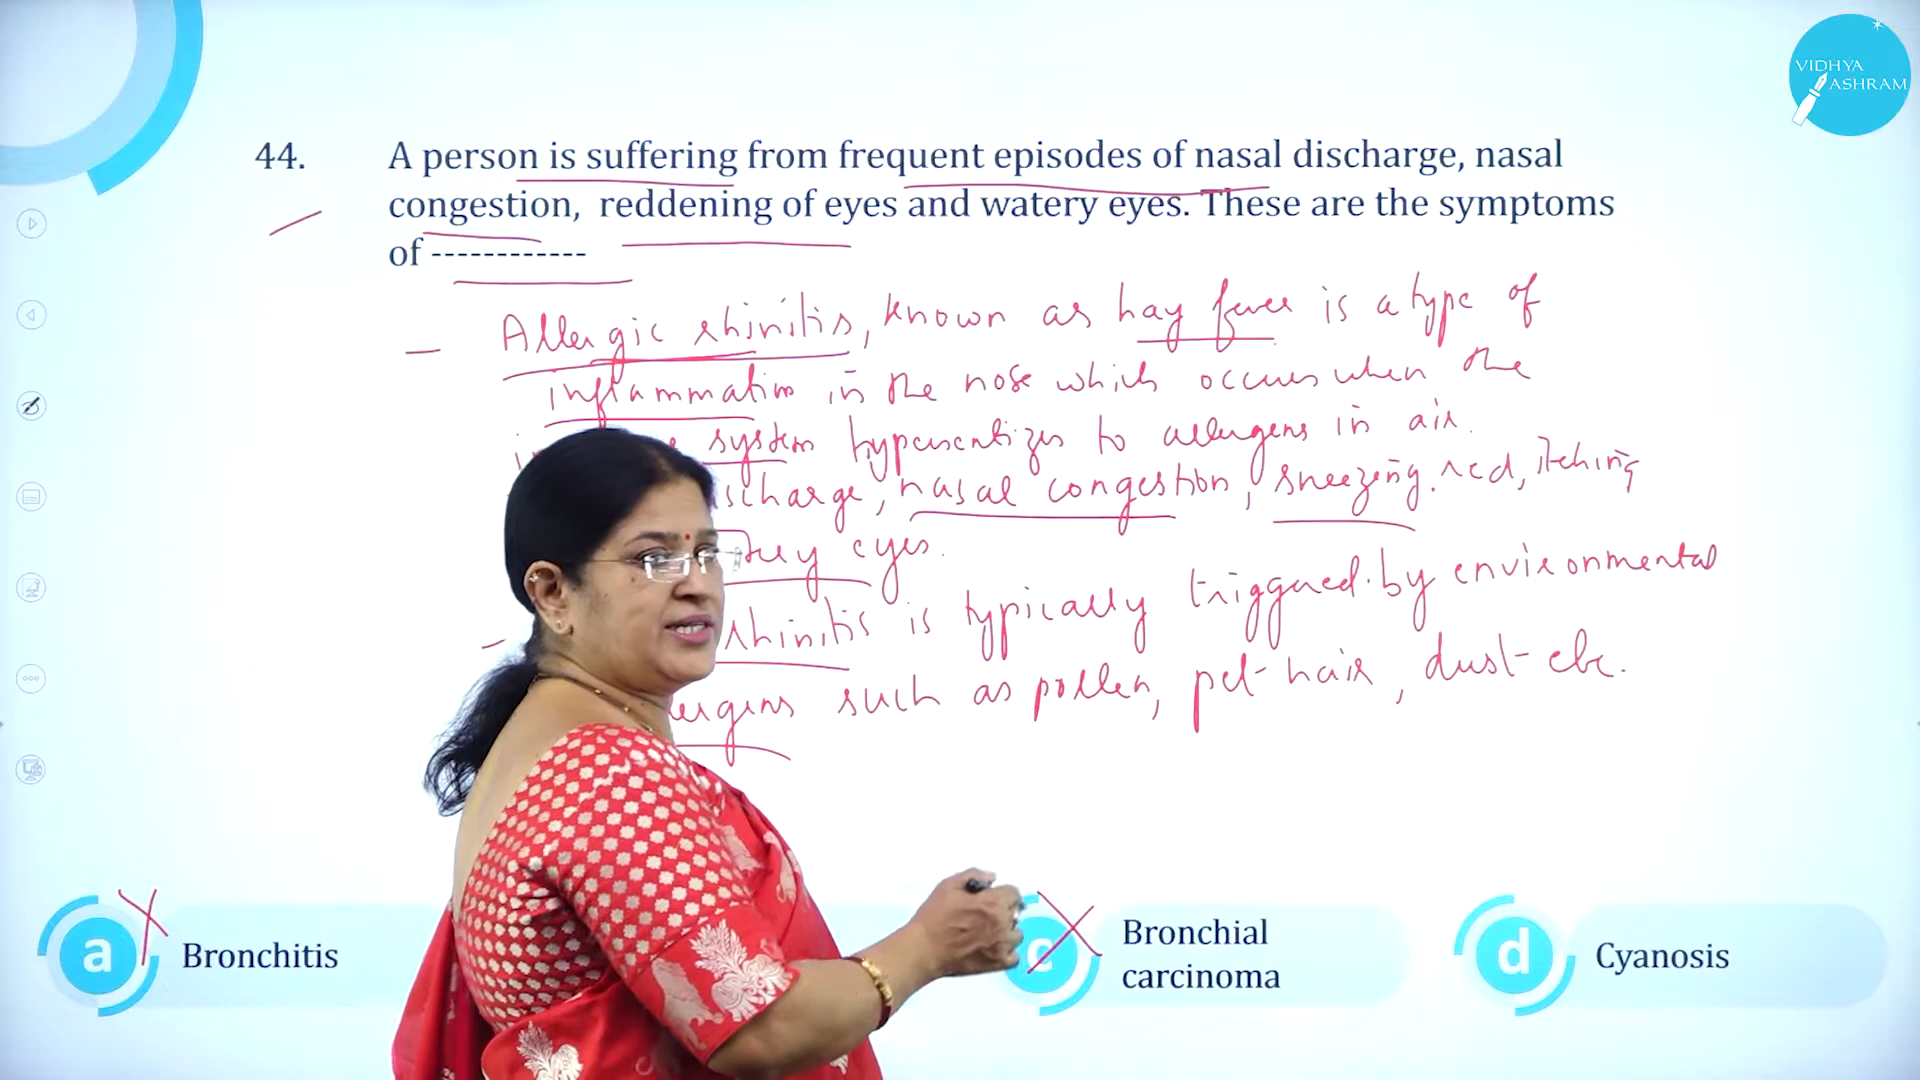 VIDHYA
ASHRAM
44. A person is suffering from frequent episodes of nasal discharge, nasal
congestion, reddening of eyes and watery eyes. These are the symptoms
of ------------
- Allergic rhinitis, known as hay fever is a type of
inflammation in the nose which occurs when the
system hypersensitizes to allergens in air.
nasal congestion, sneezing, red, itching
eyes.
- rhinitis is typically triggered by environmental
such as pollen, pet hair, dust etc.
a Bronchitis
c Bronchial
carcinoma
d Cyanosis